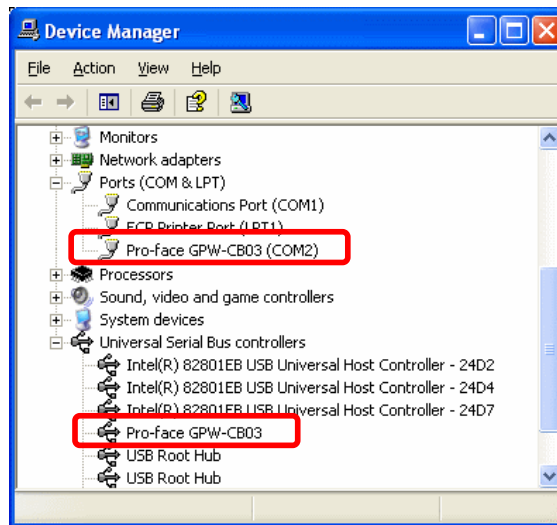 Device Manager
File Action View Help
Monitors
Network adapters
Ports (COM & LPT)
Communications Port (COM1)
ECP Printer Port (LPT1)
Pro-face GPW-CB03 (COM2)
Processors
Sound, video and game controllers
System devices
Universal Serial Bus controllers
Intel(R) 82801EB USB Universal Host Controller - 24D2
Intel(R) 82801EB USB Universal Host Controller - 24D4
Intel(R) 82801EB USB Universal Host Controller - 24D7
Pro-face GPW-CB03
USB Root Hub
USB Root Hub